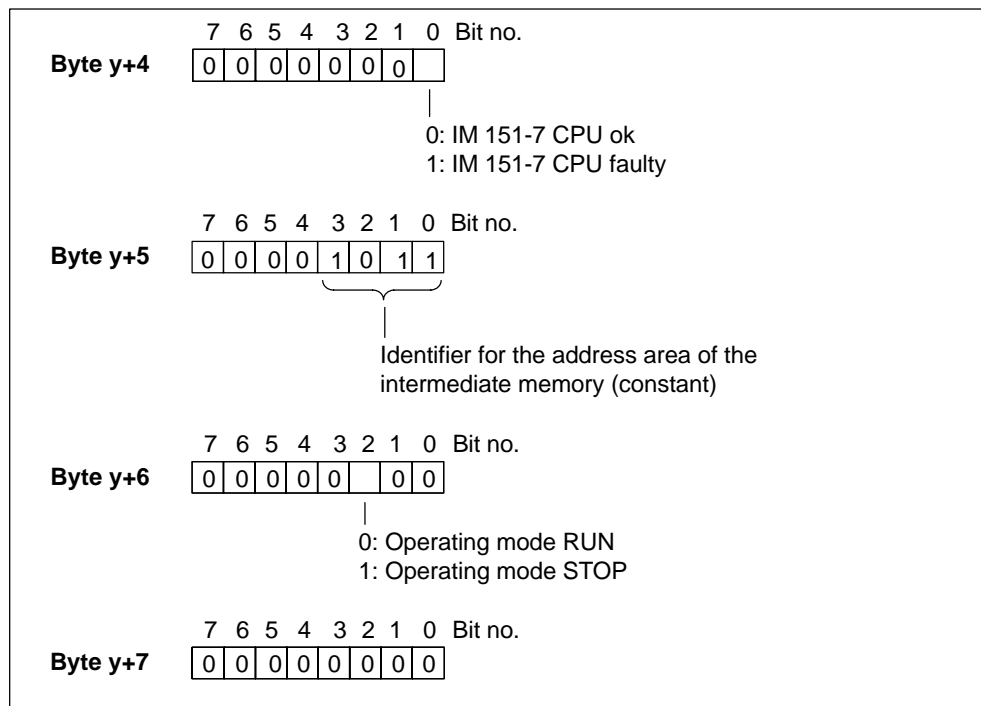 7 6 5 4 3 2 1 0 Bit no.
Byte y+4 0 0 0 0 0 0 0
0: IM 151-7 CPU ok
1: IM 151-7 CPU faulty
7 6 5 4 3 2 1 0 Bit no.
Byte y+5 0 0 0 0 1 0 1 1
Identifier for the address area of the
intermediate memory (constant)
7 6 5 4 3 2 1 0 Bit no.
Byte y+6 0 0 0 0 0 0 0
0: Operating mode RUN
1: Operating mode STOP
7 6 5 4 3 2 1 0 Bit no.
Byte y+7 0 0 0 0 0 0 0 0